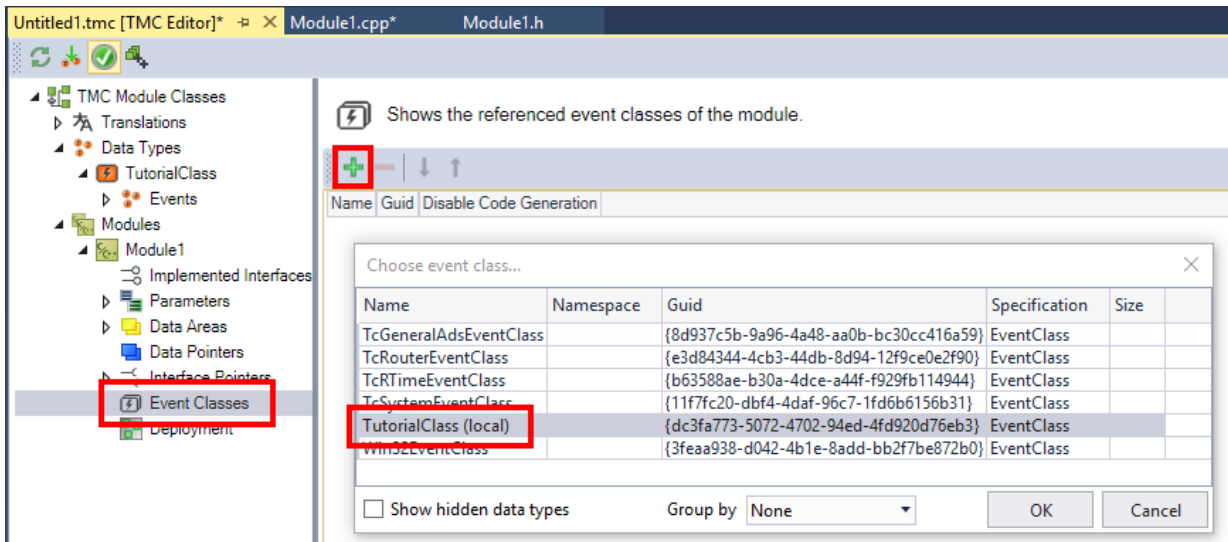 Untitled1.tmc [TMC Editor]* Module1.cpp* Module1.h
TMC Module Classes
Translations
Data Types
TutorialClass
Events
Modules
Module1
Implemented Interfaces
Parameters
Data Areas
Data Pointers
Interface Pointers
Event Classes
Deployment
Shows the referenced event classes of the module.
Name Guid Disable Code Generation
Choose event class...
Name Namespace Guid Specification Size
TcGeneralAdsEventClass {8d937c5b-9a96-4a48-aa0b-bc30cc416a59} EventClass
TcRouterEventClass {e3d84344-4cb3-44db-8d94-12f9ce0e2f90} EventClass
TcRTimeEventClass {b63588ae-b30a-4dce-a44f-f929fb114944} EventClass
TcSystemEventClass {11f7fc20-dbf4-4daf-96c7-1fd6b6156b31} EventClass
TutorialClass (local) {dc3fa773-5072-4702-94ed-4fd920d76eb3} EventClass
Win32EventClass {3feaa938-d042-4b1e-8add-bb2f7be872b0} EventClass
Show hidden data types Group by None OK Cancel